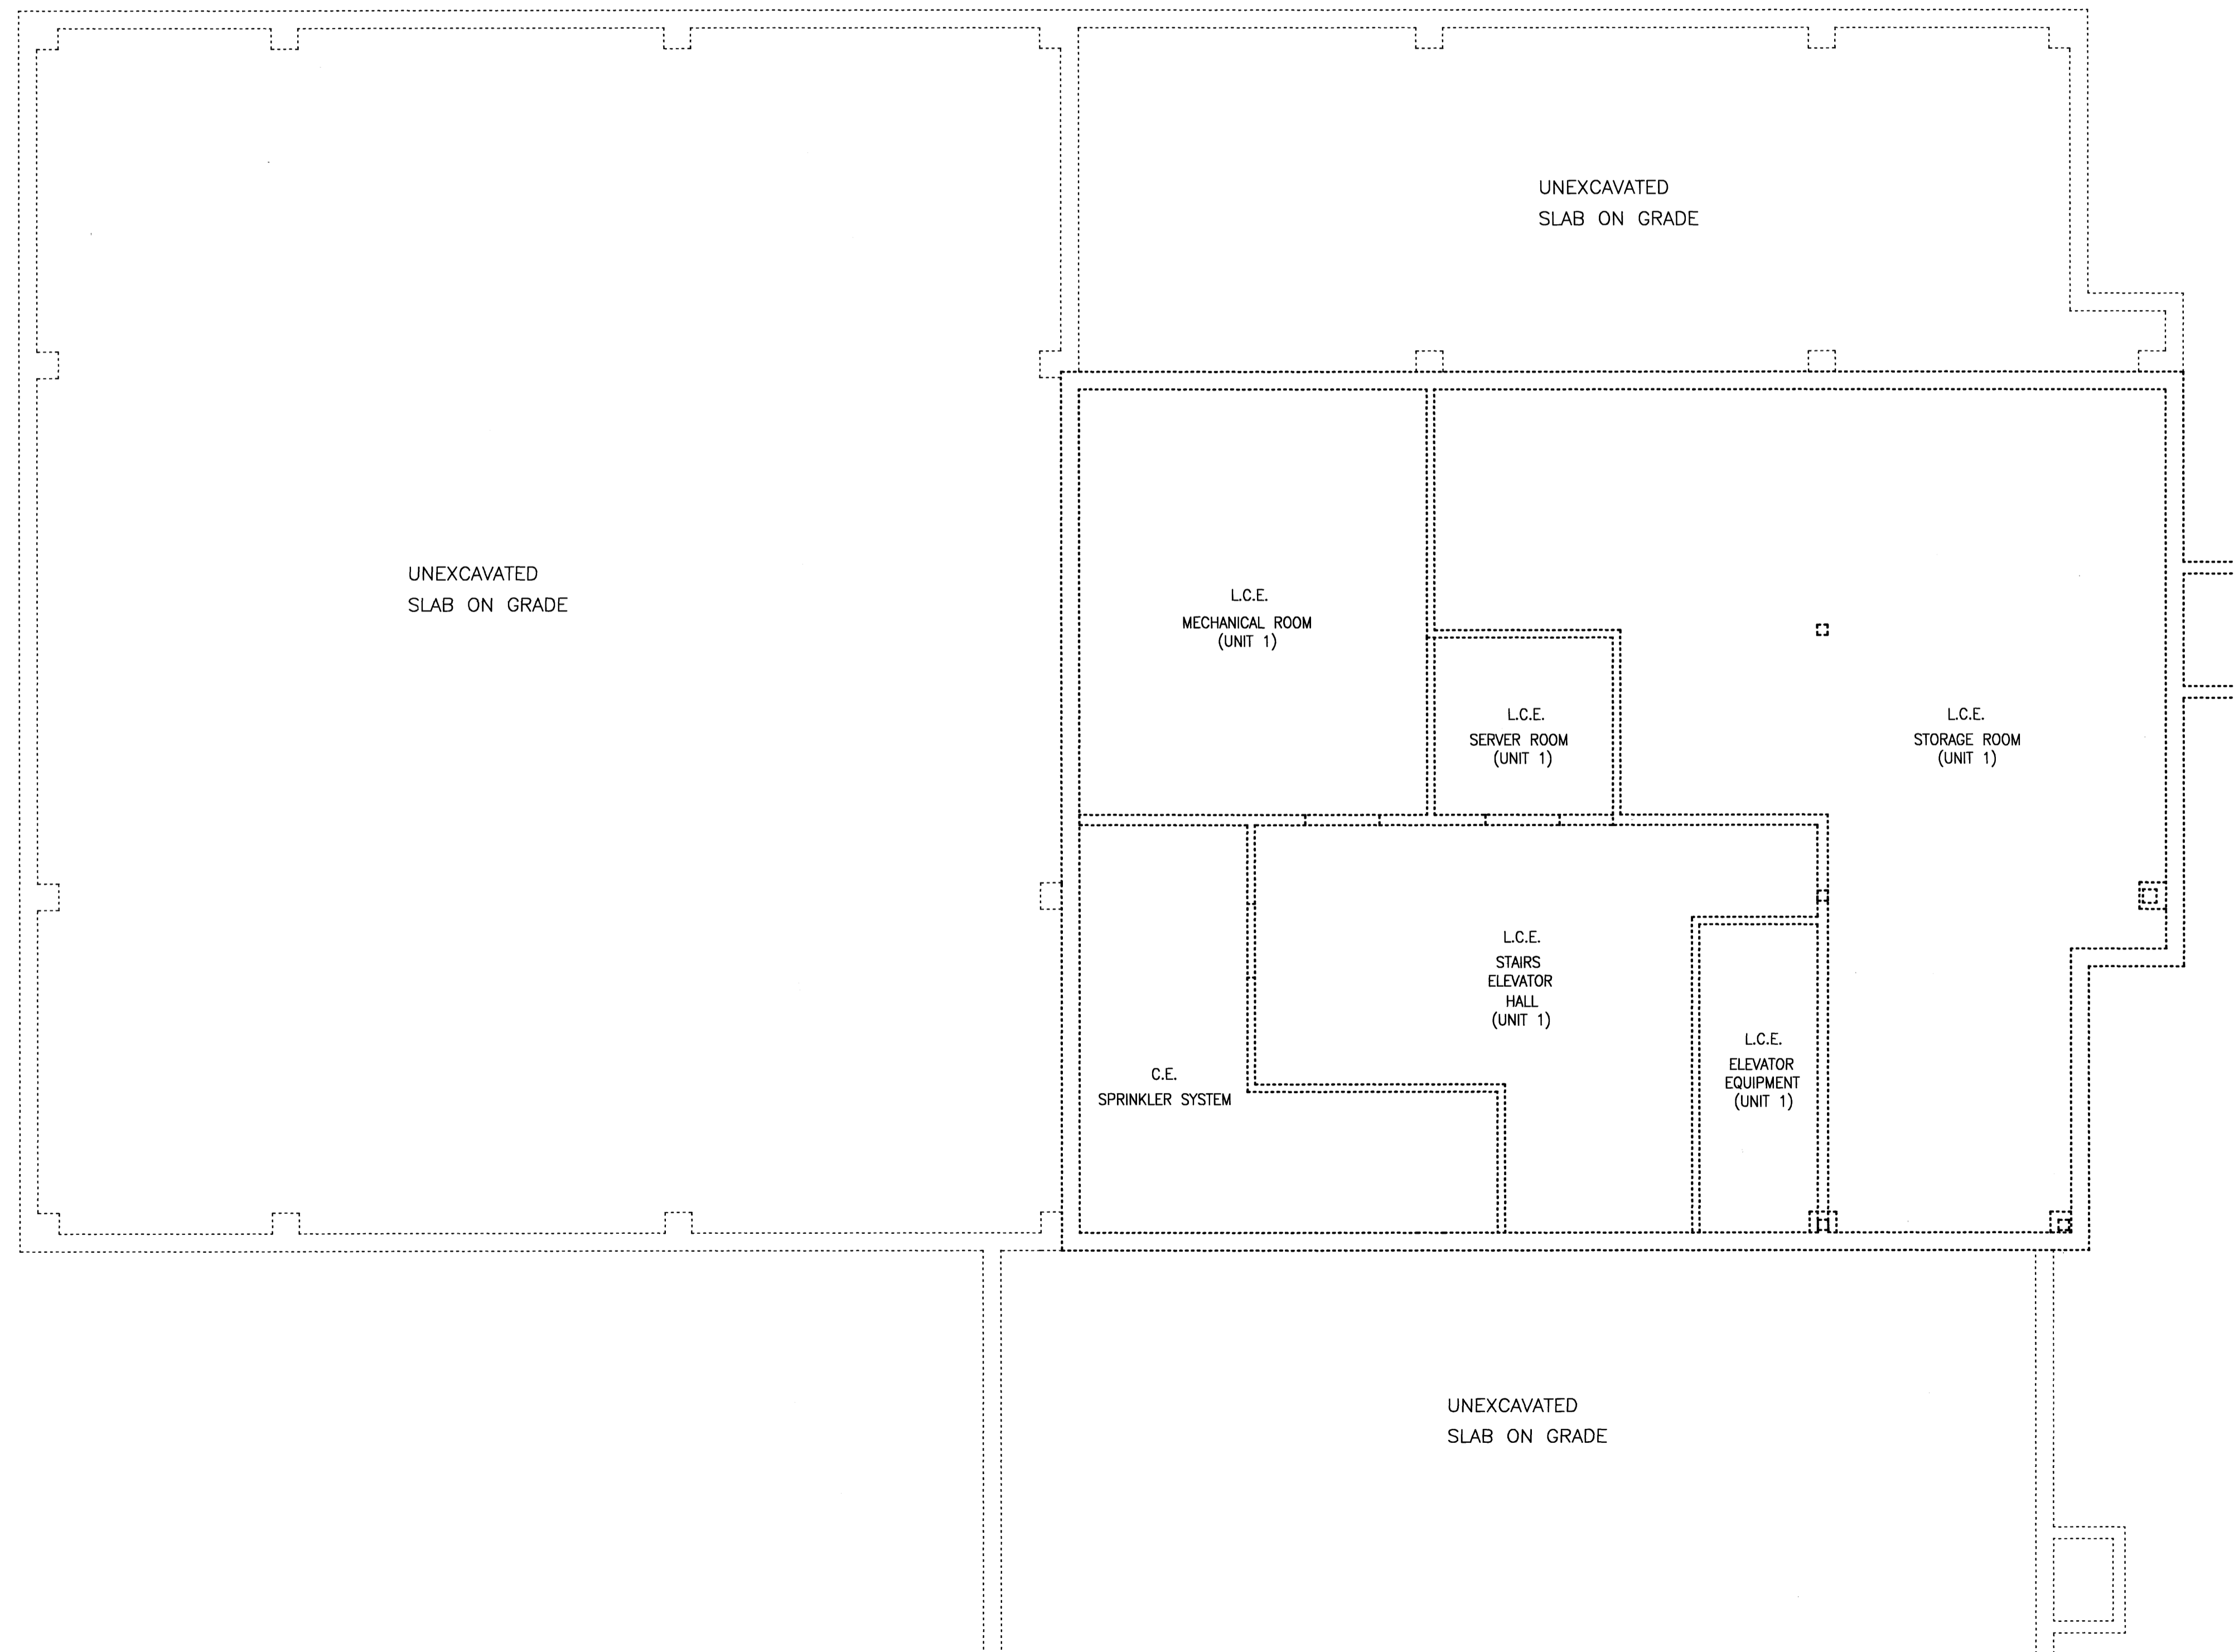 UNEXCAVATED
SLAB ON GRADE
UNEXCAVATED
SLAB ON GRADE
L.C.E.
MECHANICAL ROOM
(UNIT 1)
L.C.E.
SERVER ROOM
(UNIT 1)
L.C.E.
STORAGE ROOM
(UNIT 1)
L.C.E.
STAIRS
ELEVATOR
HALL
(UNIT 1)
L.C.E.
ELEVATOR
EQUIPMENT
(UNIT 1)
C.E.
SPRINKLER SYSTEM
UNEXCAVATED
SLAB ON GRADE